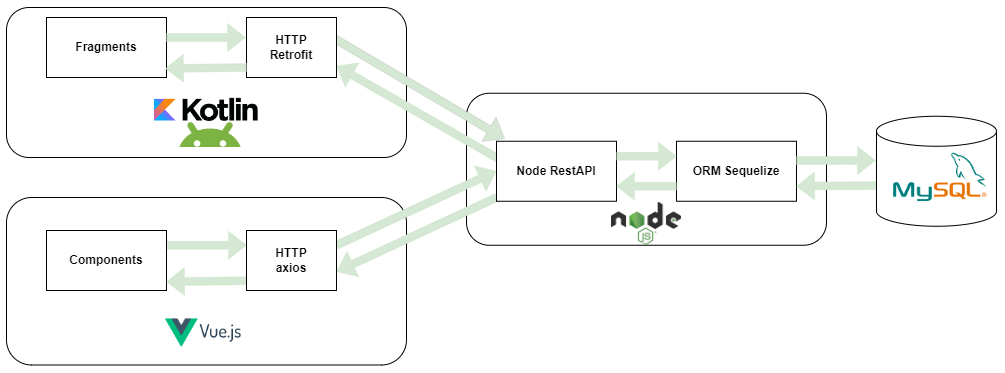 Fragments
HTTP
Retrofit
Kotlin
Components
HTTP
axios
Vue.js
Node RestAPI
ORM Sequelize
node
JS
MySQL